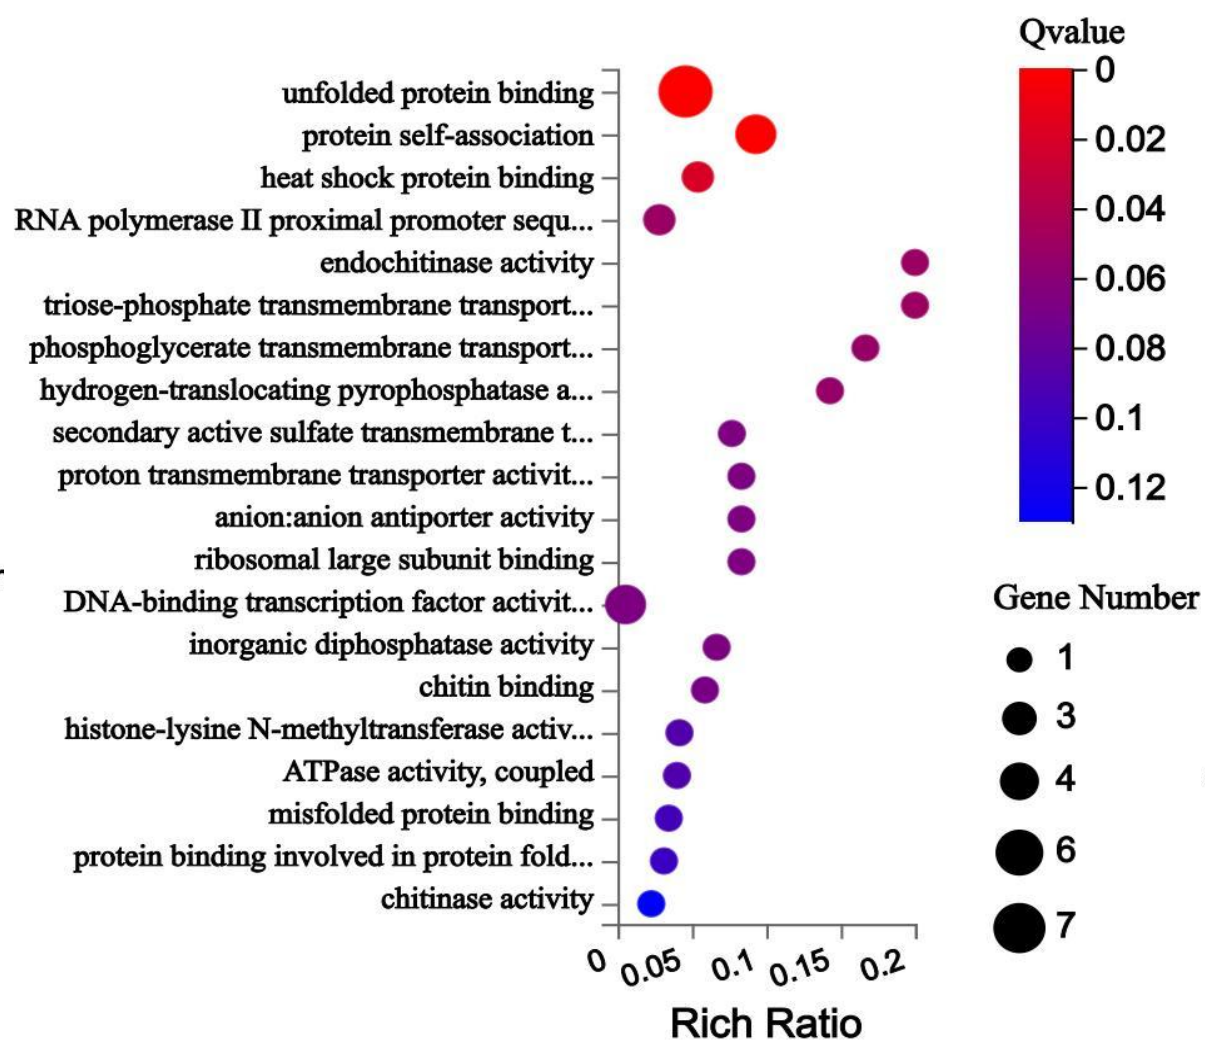 unfolded protein binding
protein self-association
heat shock protein binding
RNA polymerase II proximal promoter sequ...
endochitinase activity
triose-phosphate transmembrane transport...
phosphoglycerate transmembrane transport...
hydrogen-translocating pyrophosphatase a...
secondary active sulfate transmembrane t...
proton transmembrane transporter activit...
anion:anion antiporter activity
ribosomal large subunit binding
DNA-binding transcription factor activit...
inorganic diphosphatase activity
chitin binding
histone-lysine N-methyltransferase activ...
ATPase activity, coupled
misfolded protein binding
protein binding involved in protein fold...
chitinase activity
0 0.05 0.1 0.15 0.2
Rich Ratio
Qvalue
0
0.02
0.04
0.06
0.08
0.1
0.12
Gene Number
1
3
4
6
7